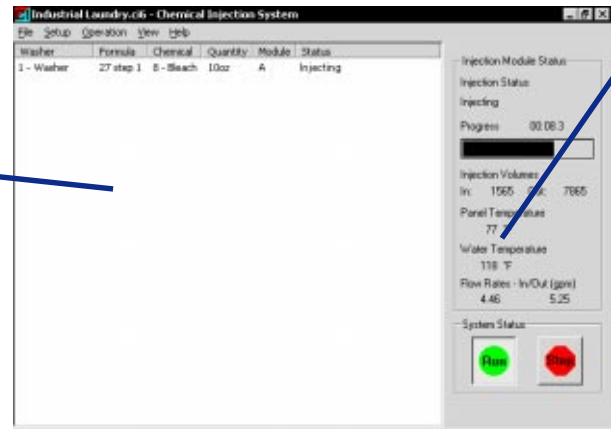 Industrial Laundry.ci6 - Chemical Injection System
File Setup Operation View Help
Washer Formula Chemical Quantity Module Status
1 - Washer 27 step 1 8 - Bleach 10oz A Injecting
Injection Module Status
Injection Status
Injecting
Progress 00:08.3
Injection Volumes
In: 1565 Out: 7865
Panel Temperature
77 °F
Water Temperature
118 °F
Flow Rates - In/Out (gpm)
4.46 5.25
System Status
Run Stop